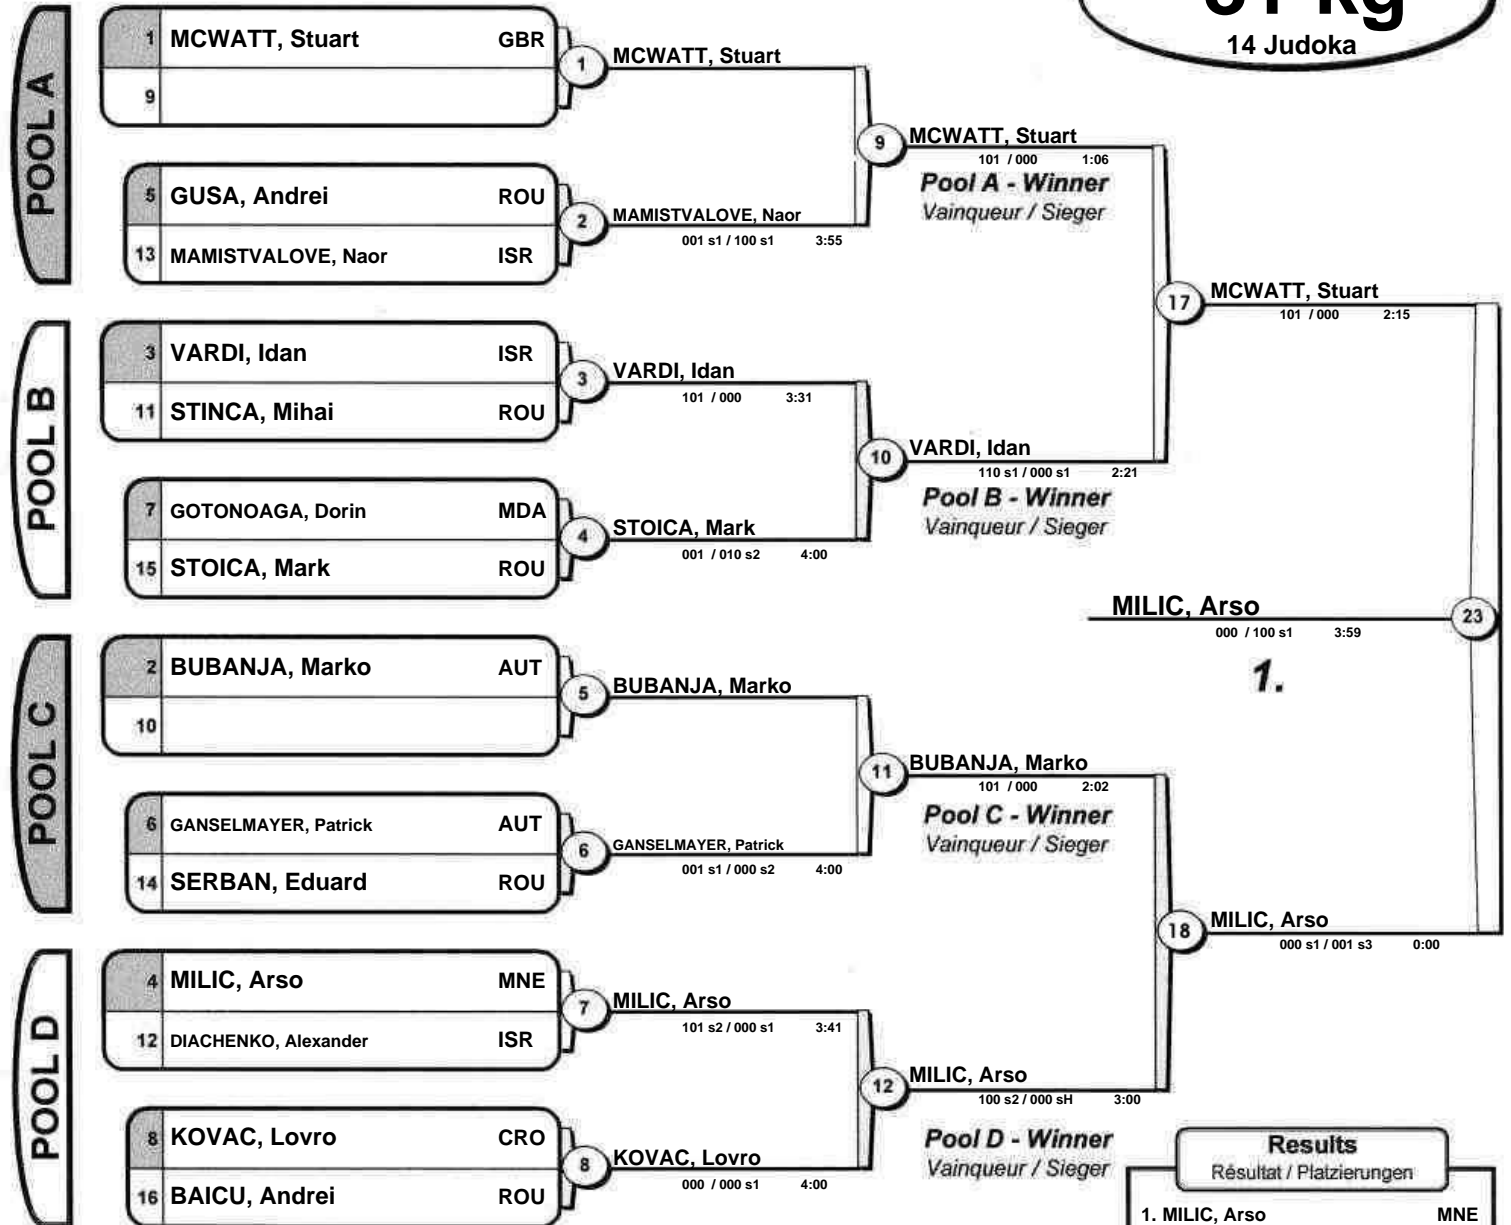 14 Judoka
POOL A
1 MCWATT, Stuart GBR
9
5 GUSA, Andrei ROU
13 MAMISTVALOVE, Naor ISR
1 MCWATT, Stuart
2 MAMISTVALOVE, Naor
001 s1 / 100 s1 3:55
9 MCWATT, Stuart
101 / 000 1:06
Pool A - Winner
Vainqueur / Sieger
POOL B
3 VARDI, Idan ISR
11 STINCA, Mihai ROU
7 GOTONOAGA, Dorin MDA
15 STOICA, Mark ROU
3 VARDI, Idan
101 / 000 3:31
4 STOICA, Mark
001 / 010 s2 4:00
10 VARDI, Idan
110 s1 / 000 s1 2:21
Pool B - Winner
Vainqueur / Sieger
17 MCWATT, Stuart
101 / 000 2:15
MILIC, Arso 23
000 / 100 s1 3:59
1.
POOL C
2 BUBANJA, Marko AUT
10
6 GANSELMAYER, Patrick AUT
14 SERBAN, Eduard ROU
5 BUBANJA, Marko
6 GANSELMAYER, Patrick
001 s1 / 000 s2 4:00
11 BUBANJA, Marko
101 / 000 2:02
Pool C - Winner
Vainqueur / Sieger
18 MILIC, Arso
000 s1 / 001 s3 0:00
POOL D
4 MILIC, Arso MNE
12 DIACHENKO, Alexander ISR
8 KOVAC, Lovro CRO
16 BAICU, Andrei ROU
7 MILIC, Arso
101 s2 / 000 s1 3:41
8 KOVAC, Lovro
000 / 000 s1 4:00
12 MILIC, Arso
100 s2 / 000 sH 3:00
Pool D - Winner
Vainqueur / Sieger
Results
Résultat / Platzierungen
1. MILIC, Arso MNE